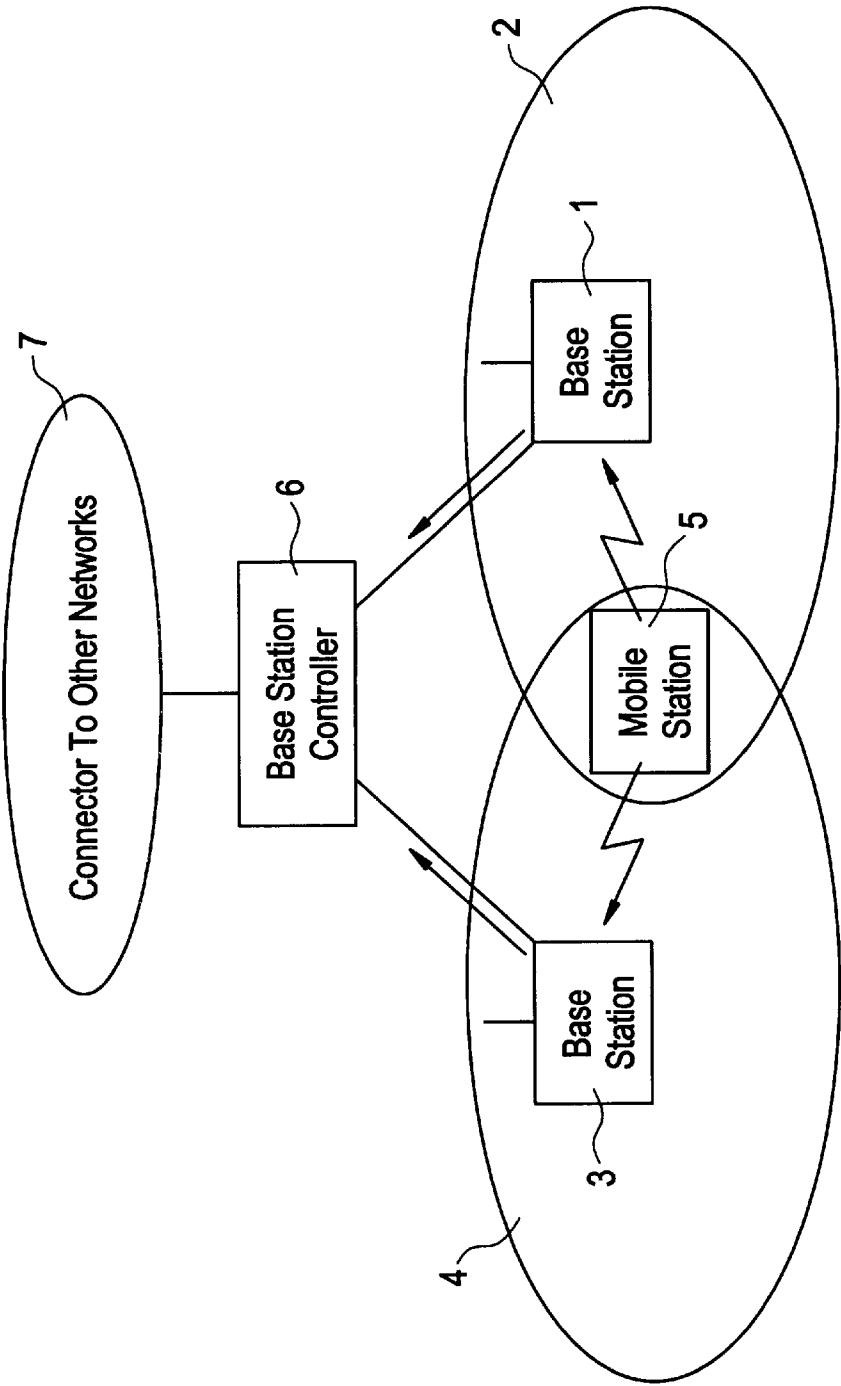 7
Connector To Other Networks
6
Base Station
Controller
2
1
Base
Station
5
Mobile
Station
Base
Station
3
4